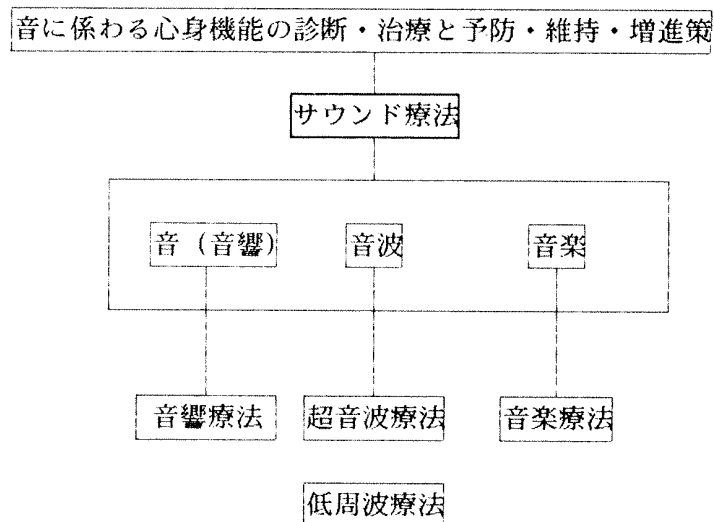 音に係わる心身機能の診断・治療と予防・維持・増進策
サウンド療法
音（音響） 音波 音楽
音響療法 超音波療法 音楽療法
低周波療法